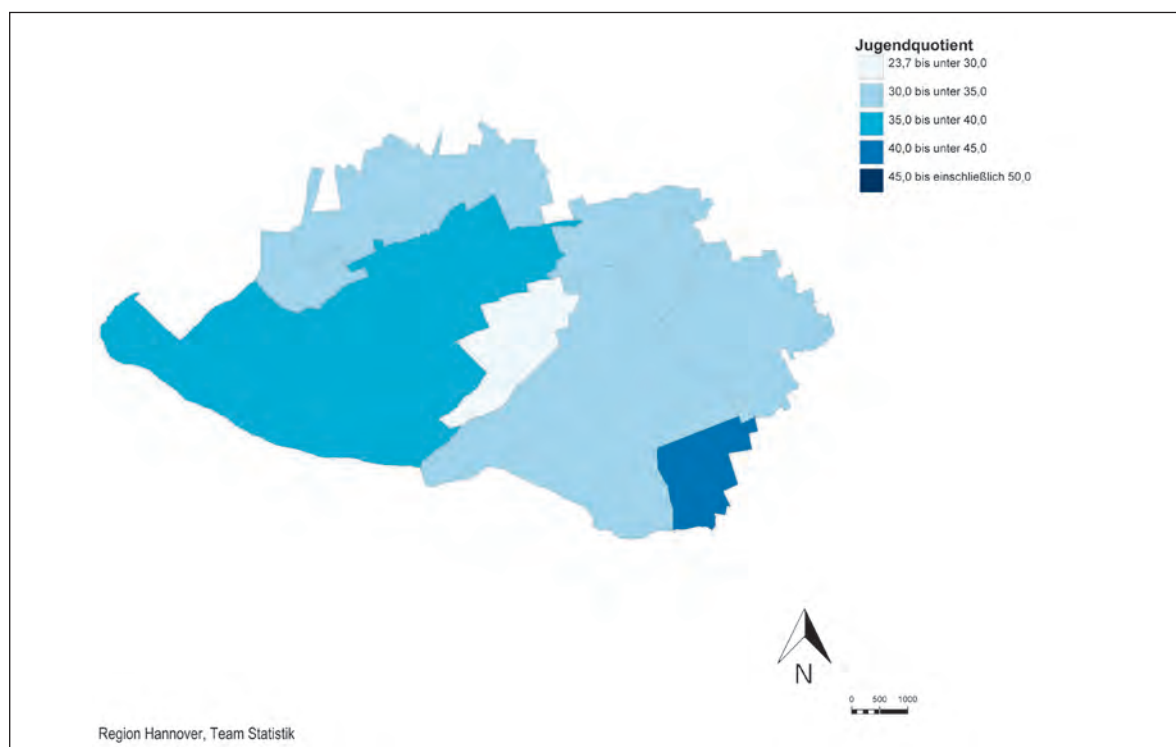 Jugendquotient
23,7 bis unter 30,0
30,0 bis unter 35,0
35,0 bis unter 40,0
40,0 bis unter 45,0
45,0 bis einschließlich 50,0
N
0 500 1000
Region Hannover, Team Statistik